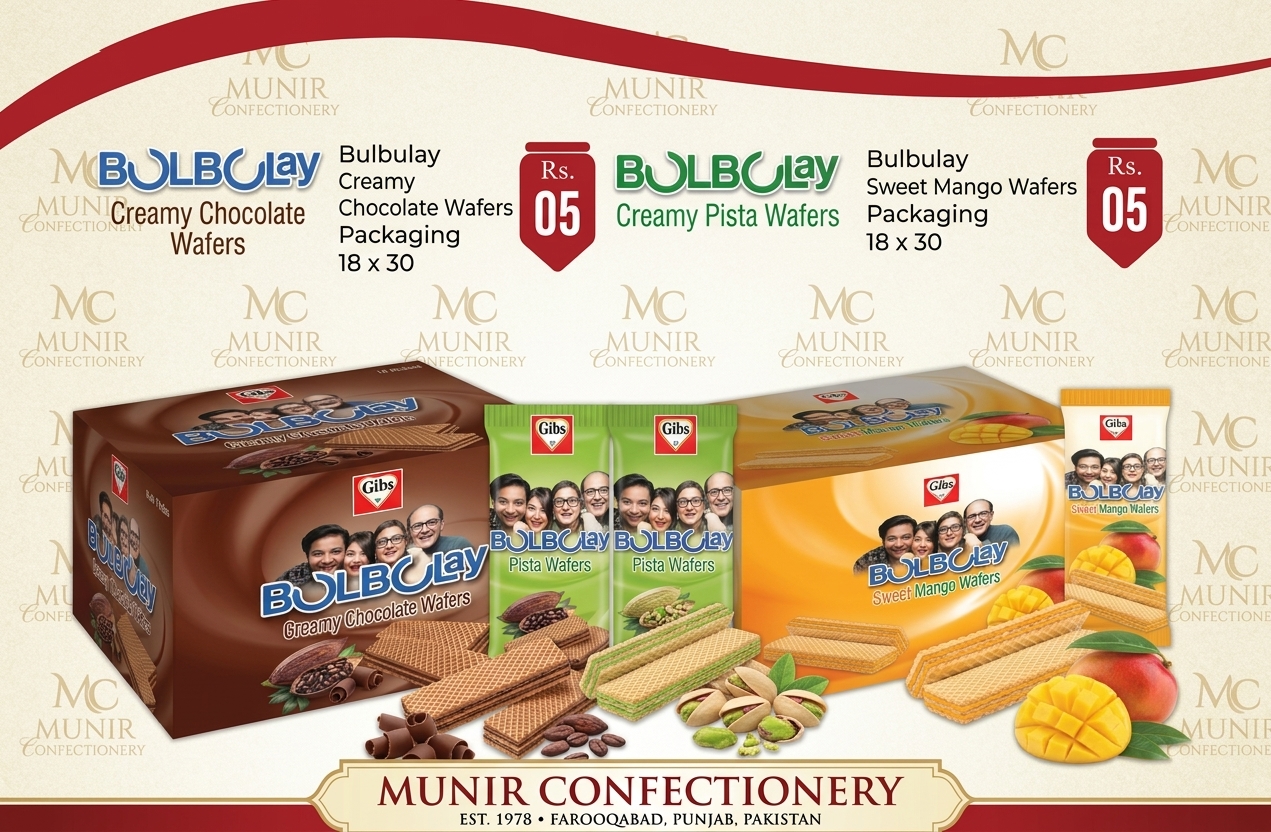 MC
MUNIR
CONFECTIONERY
BULBULay
Creamy Chocolate
Wafers
Bulbulay
Creamy
Chocolate Wafers
Packaging
18 x 30
Rs.
05
BULBULay
Creamy Pista Wafers
Bulbulay
Sweet Mango Wafers
Packaging
18 x 30
Rs.
05
Gibs
BULBULay
Creamy Chocolate Wafers
Gibs
BULBULay
Pista Wafers
Gibs
BULBULay
Pista Wafers
Gibs
BULBULay
Sweet Mango Wafers
Giba
BULBULay
Sweet Mango Walers
MUNIR CONFECTIONERY
EST. 1978 • FAROOQABAD, PUNJAB, PAKISTAN